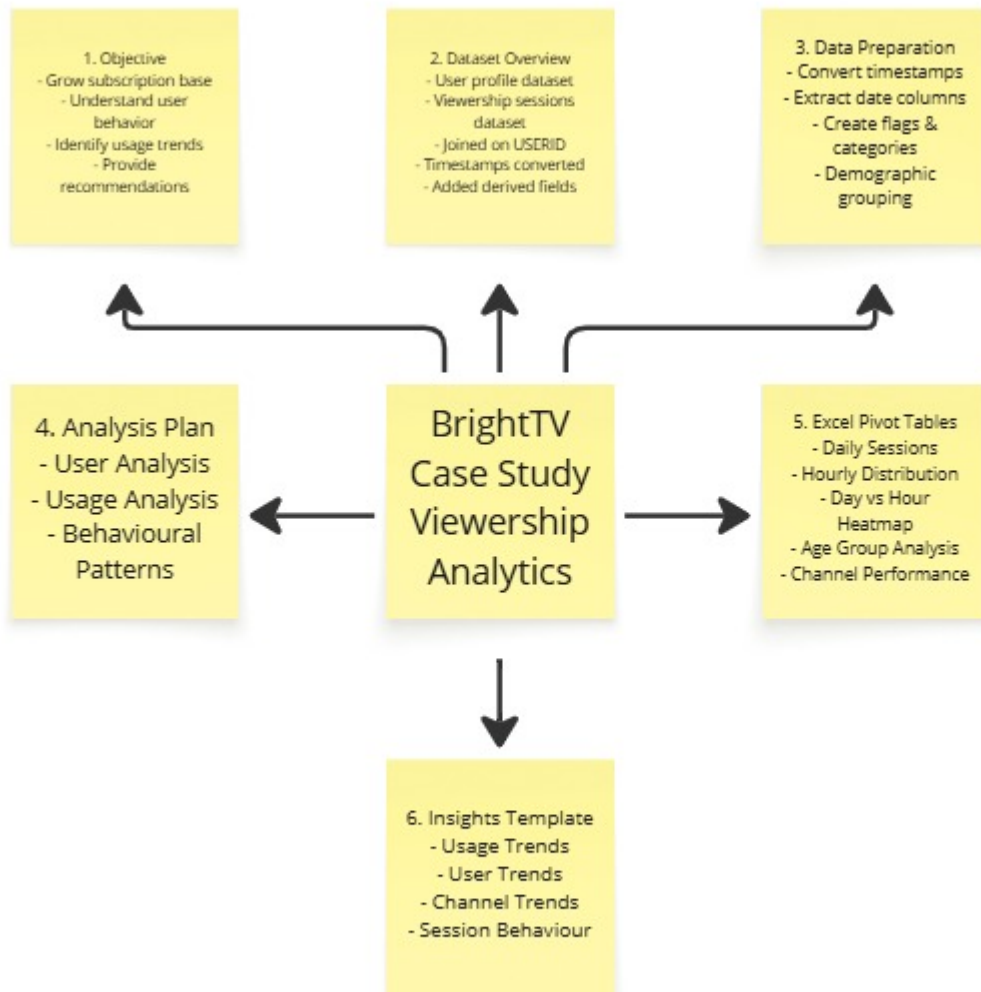 1. Objective
- Grow subscription base
- Understand user
behavior
- Identify usage trends
- Provide
recommendations
2. Dataset Overview
- User profile dataset
- Viewership sessions
dataset
- Joined on USERID
- Timestamps converted
- Added derived fields
3. Data Preparation
- Convert timestamps
- Extract date columns
- Create flags &
categories
- Demographic
grouping
4. Analysis Plan
- User Analysis
- Usage Analysis
- Behavioural
Patterns
BrightTV
Case Study
Viewership
Analytics
5. Excel Pivot Tables
- Daily Sessions
- Hourly Distribution
- Day vs Hour
Heatmap
- Age Group Analysis
- Channel Performance
6. Insights Template
- Usage Trends
- User Trends
- Channel Trends
- Session Behaviour